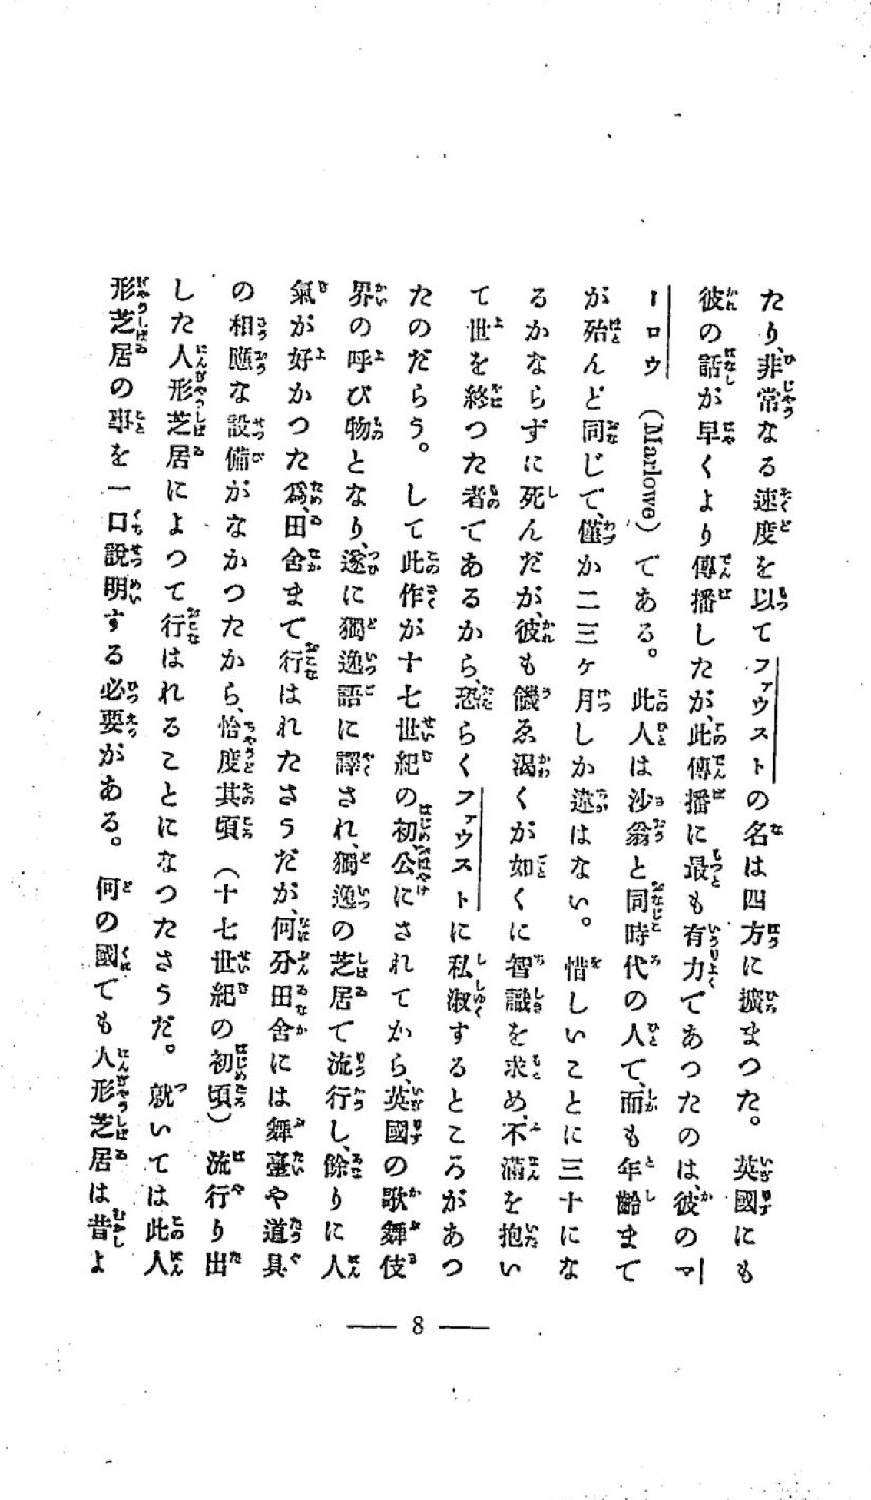 たり、非常なる速度を以てファウストの名は四方に擴まつた。英國にも
彼の話が早くより傳播したが、此傳播に最も有力であつたのは、彼のマ
ーロウ（Marlowe）である。此人は沙翁と同時代の人で、而も年齡まで
が殆んど同じで、僅か二三ヶ月しか違はない。惜しいことに三十にな
るかならずに死んだが、彼も饑ゑ渇くが如くに智識を求め、不滿を抱い
て世を終つた者であるから、恐らくファウストに私淑するところがあつ
たのだらう。して此作が十七世紀の初公にされてから、英國の歌舞伎
界の呼び物となり、遂に獨逸語に譯され、獨逸の芝居で流行し、餘りに人
氣が好かつた爲、田舍まで行はれたさうだが、何分田舍には舞臺や道具
の相應な設備がなかつたから、恰度其頃（十七世紀の初頃）流行り出
した人形芝居によつて行はれることになつたさうだ。就いては此人
形芝居の事を一口說明する必要がある。何の國でも人形芝居は昔よ
8